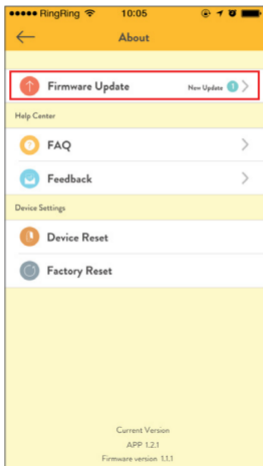 RingRing 10:05
About
Firmware Update New Update 1
Help Center
FAQ
Feedback
Device Settings
Device Reset
Factory Reset
Current Version
APP 1.2.1
Firmware version 1.1.1